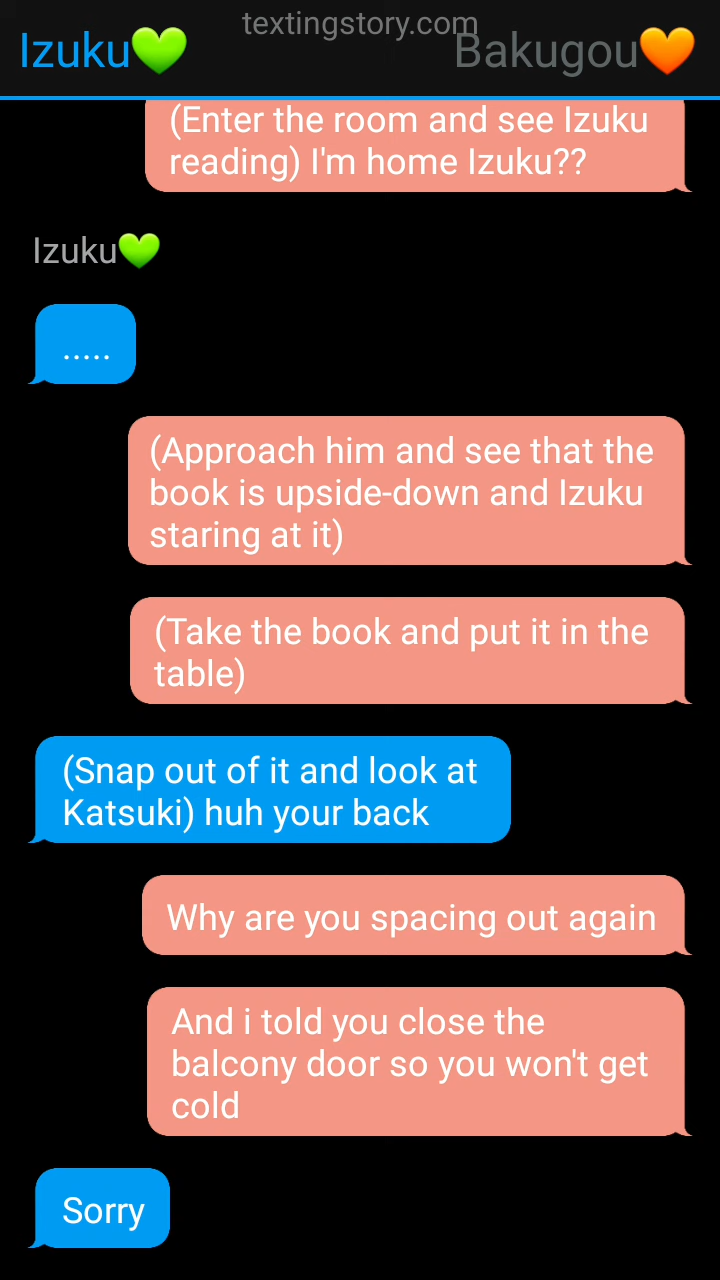 textingstory.com
Izuku💚 Bakugou🧡
(Enter the room and see Izuku
reading) I'm home Izuku??
Izuku💚
.....
(Approach him and see that the
book is upside-down and Izuku
staring at it)
(Take the book and put it in the
table)
(Snap out of it and look at
Katsuki) huh your back
Why are you spacing out again
And i told you close the
balcony door so you won't get
cold
Sorry